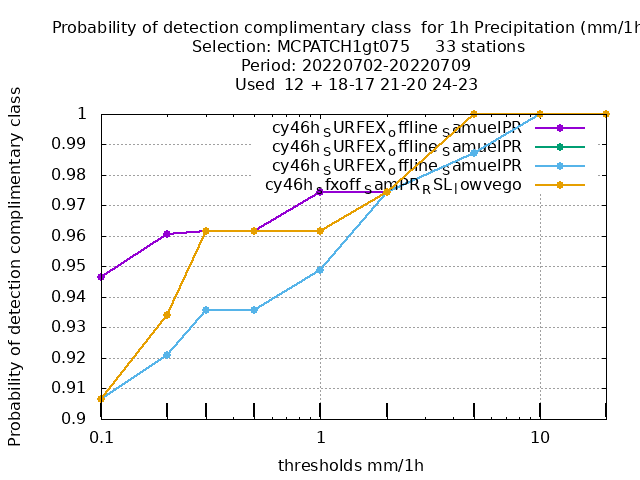 Probability of detection complimentary class  for 1h Precipitation (mm/1h
Selection: MCPATCH1gt075     33 stations
Period: 20220702-20220709
Used  12 + 18-17 21-20 24-23
Probability of detection complimentary class
1
0.99
0.98
0.97
0.96
0.95
0.94
0.93
0.92
0.91
0.9
cy46h_SURFEX_offline_SamuelPR
cy46h_SURFEX_offline_SamuelPR
cy46h_SURFEX_offline_SamuelPR
cy46h_sfxoff_SamPR_RSL_lowvego
0.1
1
10
thresholds mm/1h